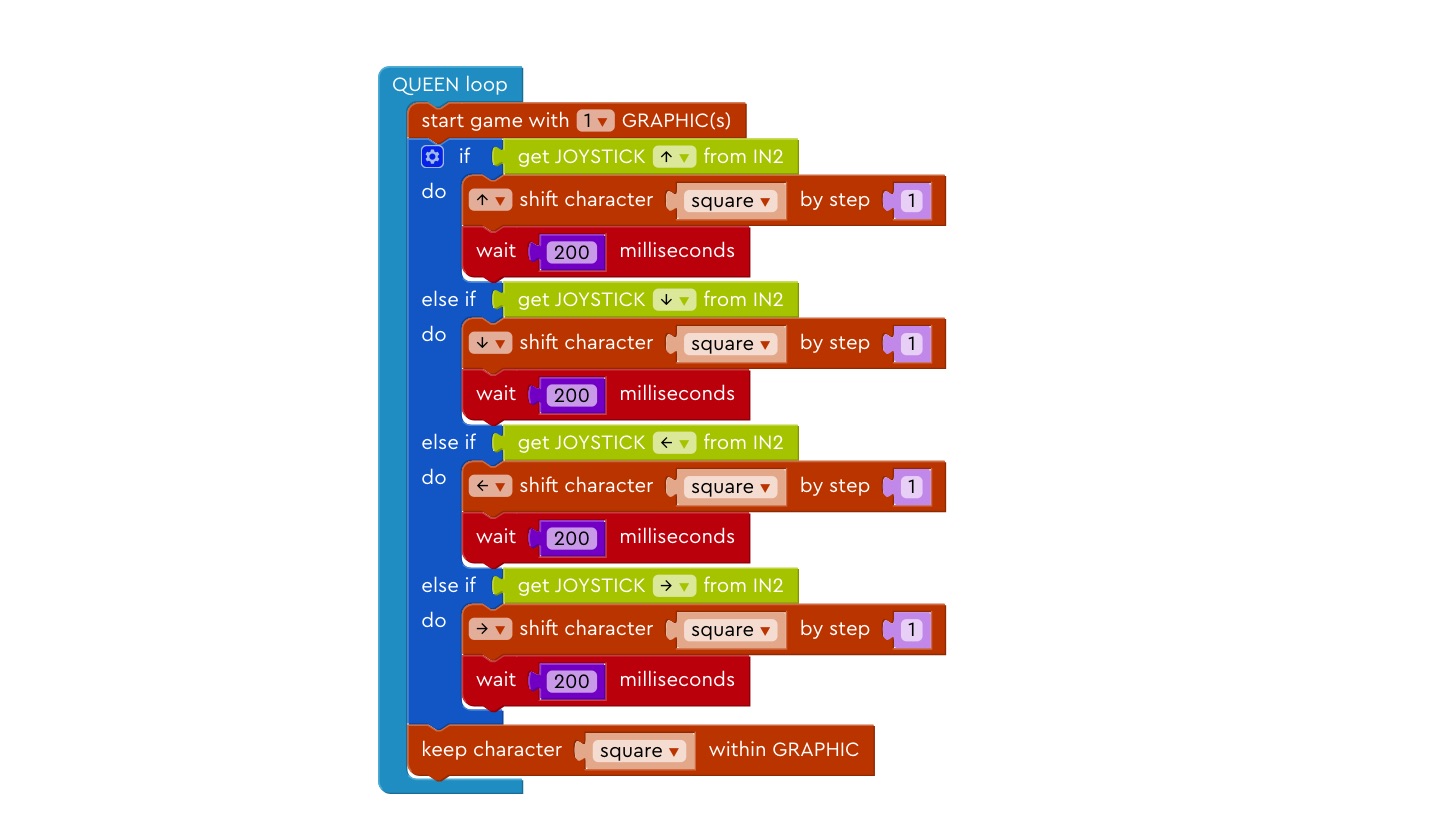 QUEEN loop
start game with 1 ▾ GRAPHIC(s)
if get JOYSTICK ↑ ▾ from IN2
do ↑ ▾ shift character square ▾ by step 1
wait 200 milliseconds
else if get JOYSTICK ↓ ▾ from IN2
do ↓ ▾ shift character square ▾ by step 1
wait 200 milliseconds
else if get JOYSTICK ← ▾ from IN2
do ← ▾ shift character square ▾ by step 1
wait 200 milliseconds
else if get JOYSTICK → ▾ from IN2
do → ▾ shift character square ▾ by step 1
wait 200 milliseconds
keep character square ▾ within GRAPHIC